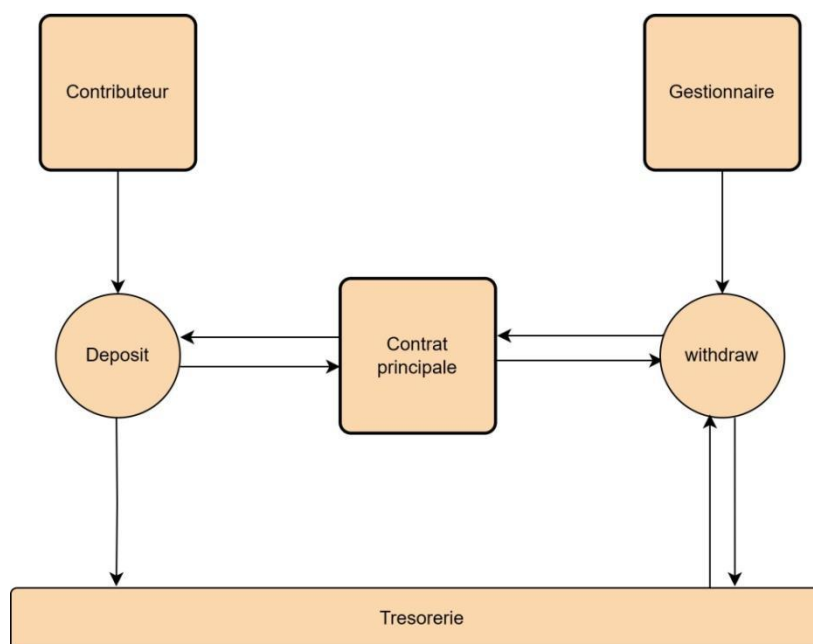 Contributeur
Gestionnaire
Deposit
Contrat
principale
withdraw
Tresorerie